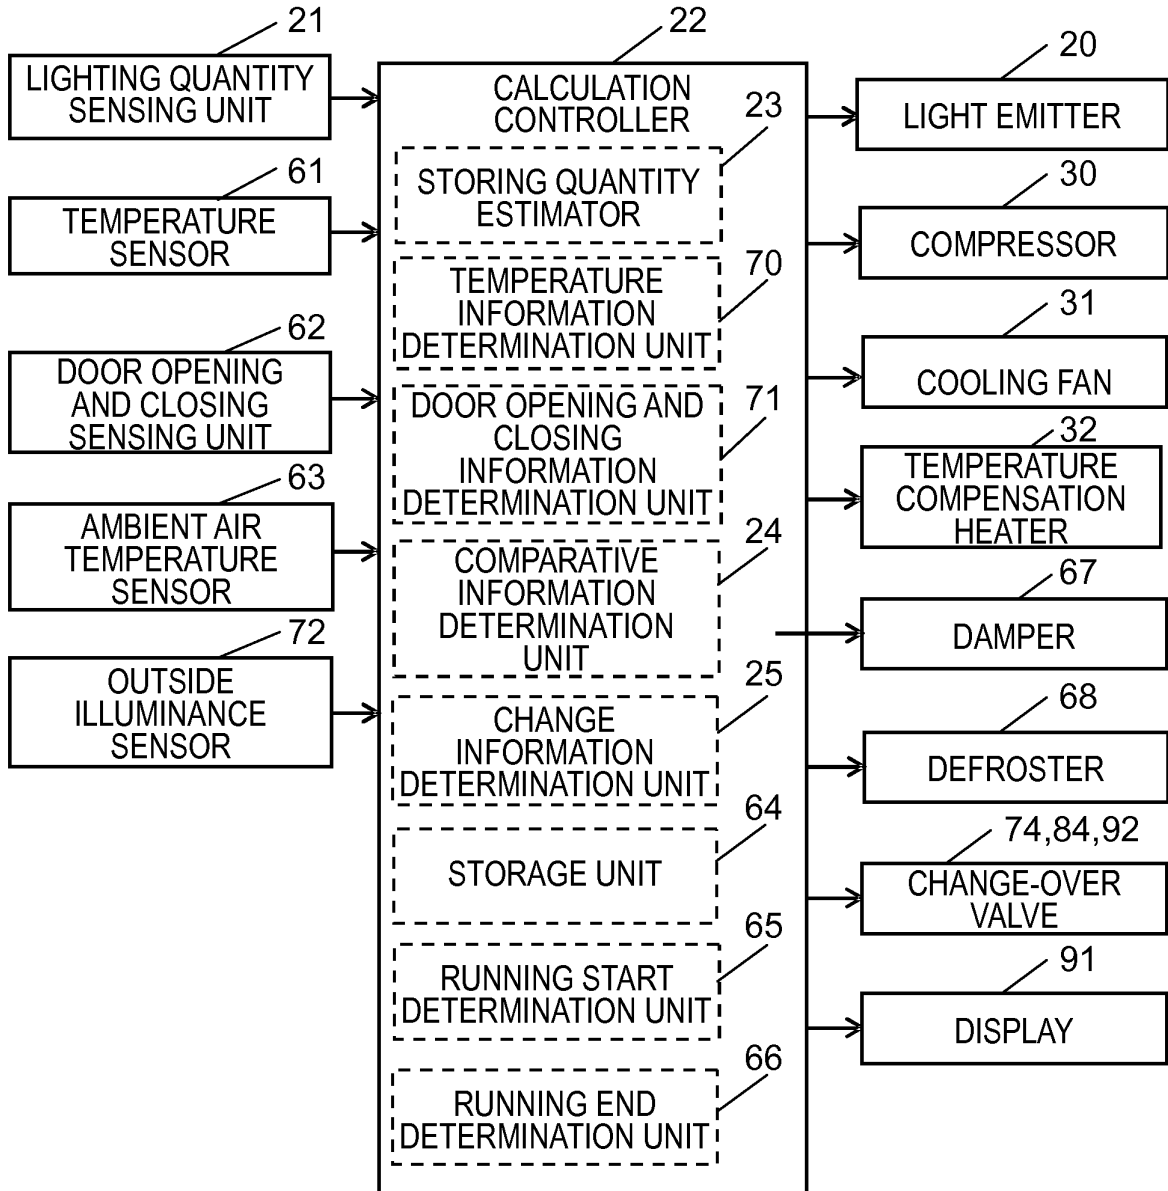 21
LIGHTING QUANTITY
SENSING UNIT
61
TEMPERATURE
SENSOR
62
DOOR OPENING
AND CLOSING
SENSING UNIT
63
AMBIENT AIR
TEMPERATURE
SENSOR
72
OUTSIDE
ILLUMINANCE
SENSOR
22
CALCULATION
CONTROLLER
23
STORING QUANTITY
ESTIMATOR
70
TEMPERATURE
INFORMATION
DETERMINATION UNIT
71
DOOR OPENING AND
CLOSING
INFORMATION
DETERMINATION UNIT
24
COMPARATIVE
INFORMATION
DETERMINATION
UNIT
25
CHANGE
INFORMATION
DETERMINATION UNIT
64
STORAGE UNIT
65
RUNNING START
DETERMINATION UNIT
66
RUNNING END
DETERMINATION UNIT
20
LIGHT EMITTER
30
COMPRESSOR
31
COOLING FAN
32
TEMPERATURE
COMPENSATION
HEATER
67
DAMPER
68
DEFROSTER
74,84,92
CHANGE-OVER
VALVE
91
DISPLAY